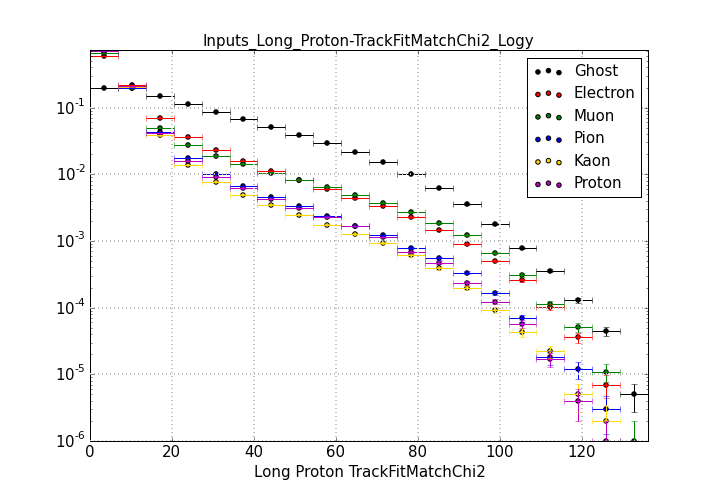 Inputs_Long_Proton-TrackFitMatchChi2_Logy
Ghost
Electron
Muon
Pion
Kaon
Proton
10^-1
10^-2
10^-3
10^-4
10^-5
10^-6
0 20 40 60 80 100 120
Long Proton TrackFitMatchChi2